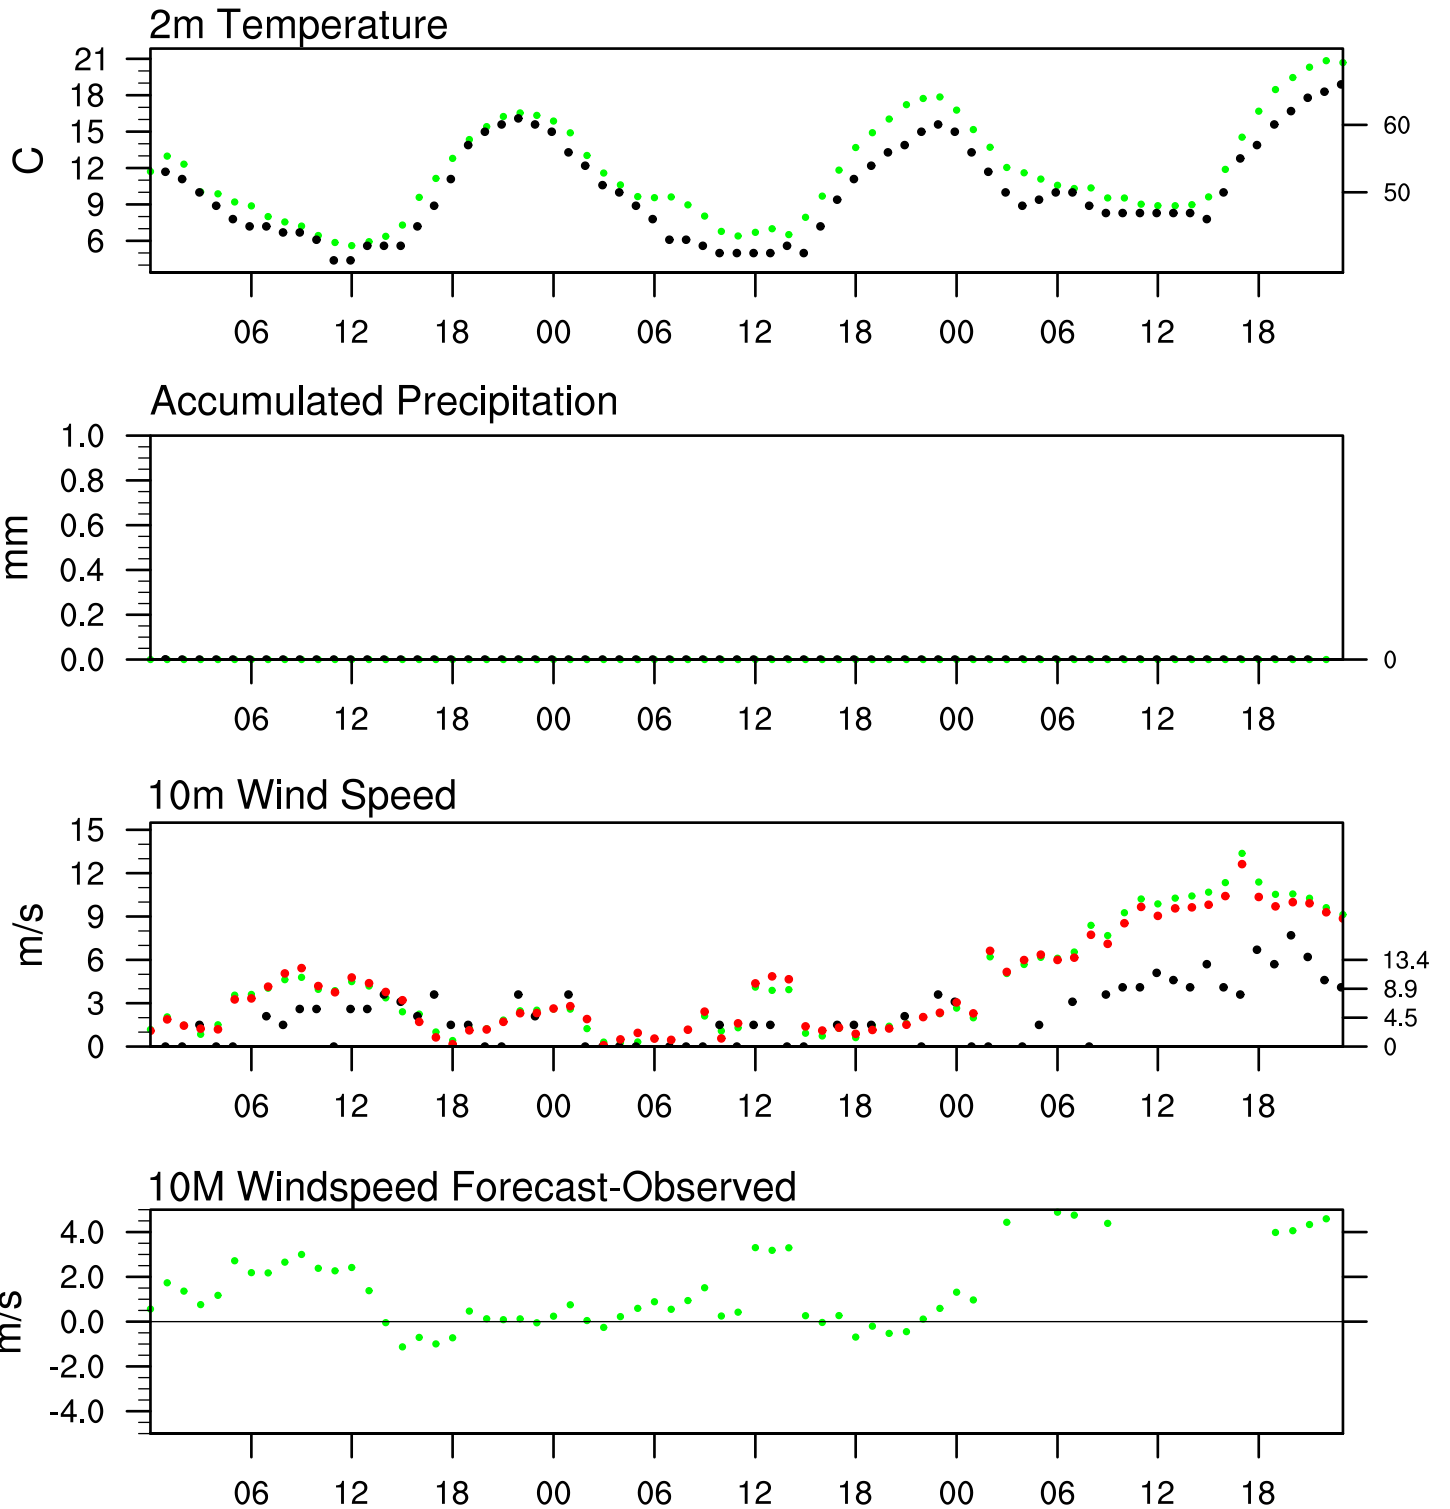 2m Temperature
21
18
15
12
9
6
C
60
50
06 12 18 00 06 12 18 00 06 12 18
Accumulated Precipitation
1.0
0.8
0.6
0.4
0.2
0.0
mm
0
06 12 18 00 06 12 18 00 06 12 18
10m Wind Speed
15
12
9
6
3
0
m/s
13.4
8.9
4.5
0
06 12 18 00 06 12 18 00 06 12 18
10M Windspeed Forecast-Observed
4.0
2.0
0.0
-2.0
-4.0
m/s
06 12 18 00 06 12 18 00 06 12 18